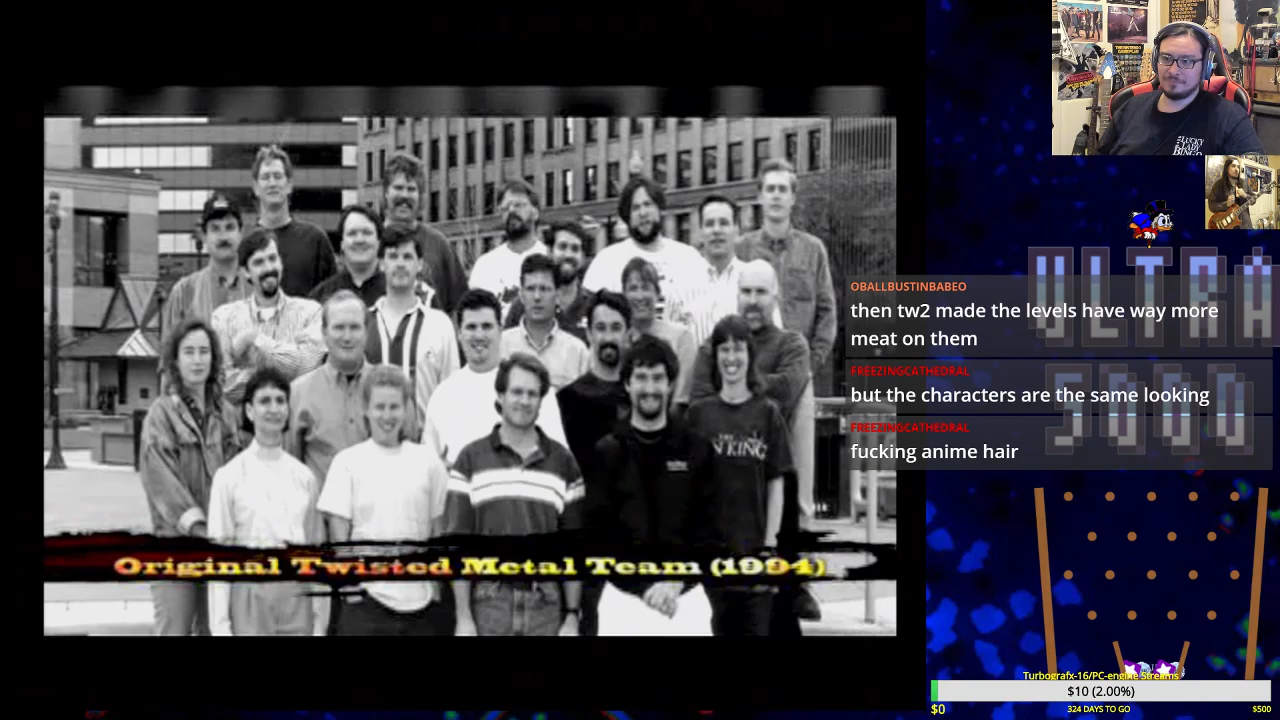 Original Twisted Metal Team (1994)
OBALLBUSTINBABEO
then tw2 made the levels have way more
meat on them
FREEZINGCATHEDRAL
but the characters are the same looking
FREEZINGCATHEDRAL
fucking anime hair
ULTRA
Turbografx-16/PC-engine Streams
$10 (2.00%)
$0
324 DAYS TO GO
$500